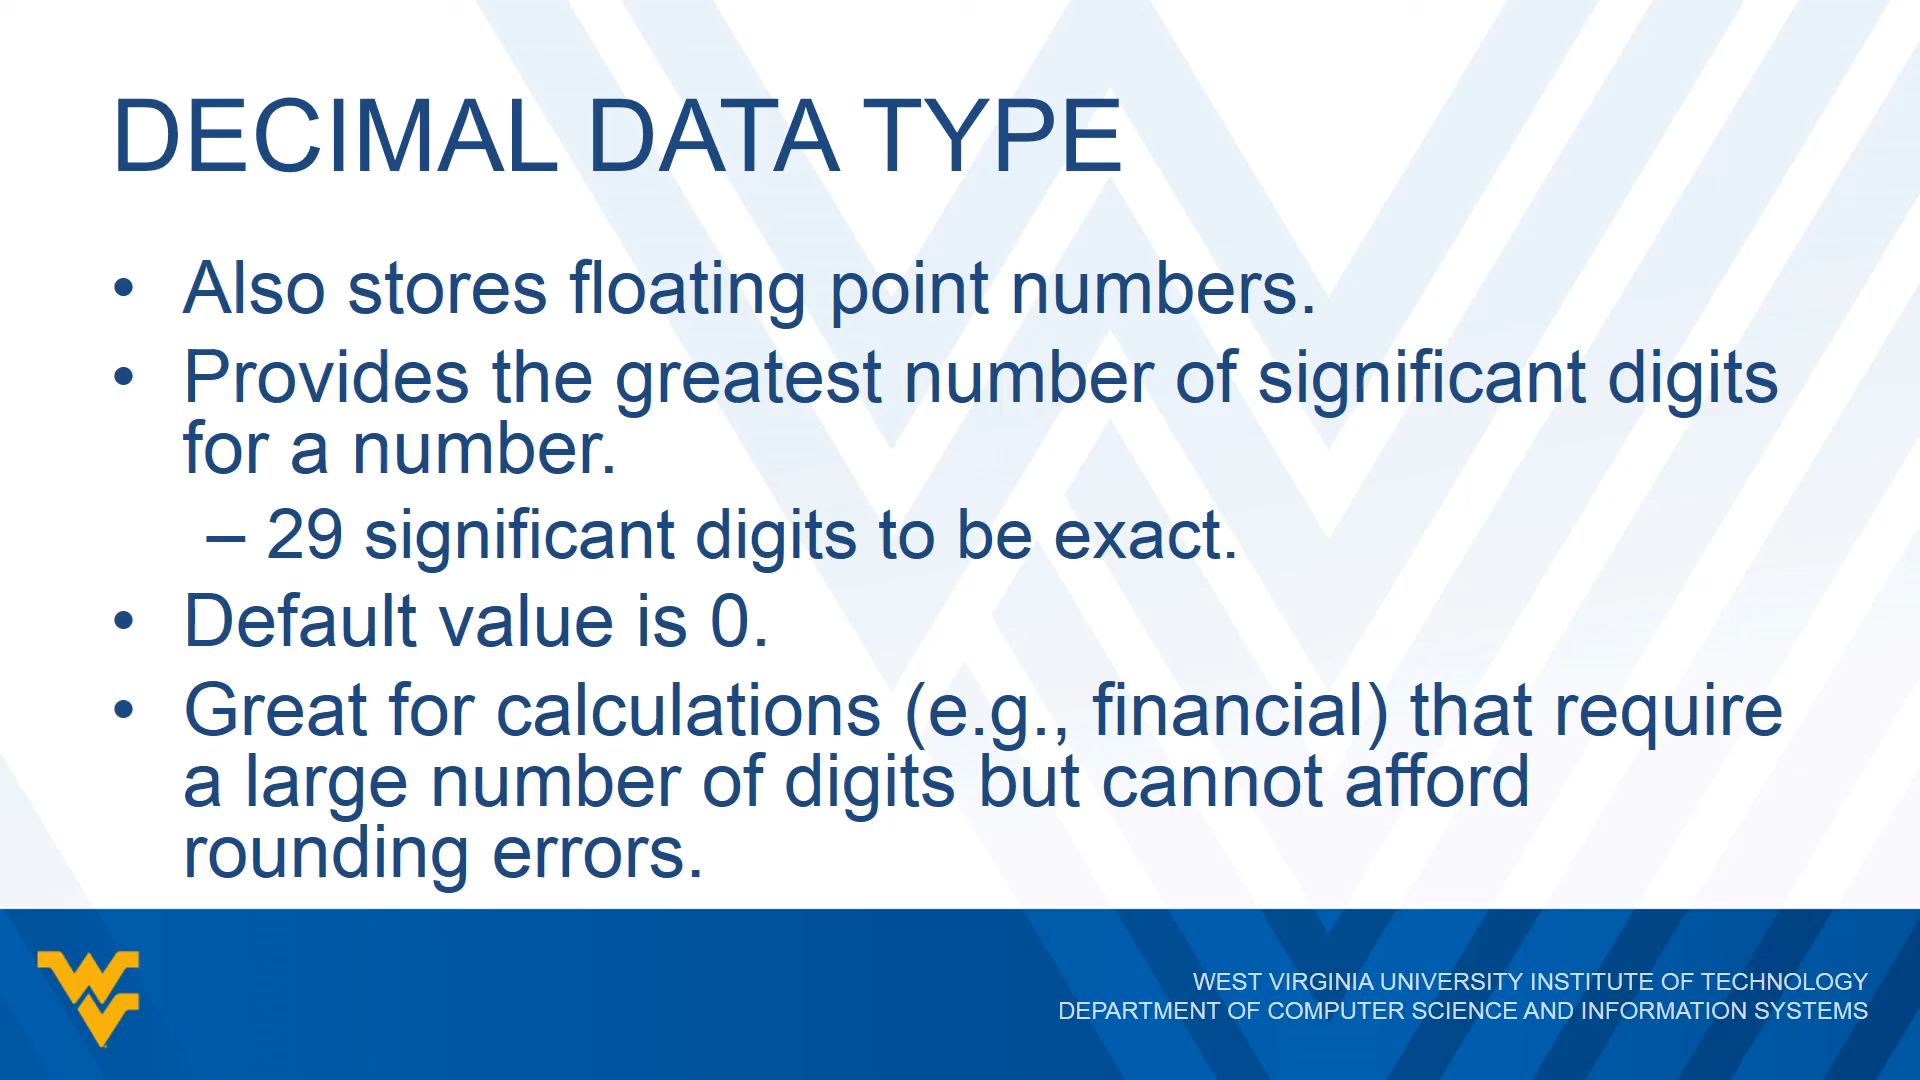 DECIMAL DATA TYPE
• Also stores floating point numbers.
• Provides the greatest number of significant digits
for a number.
– 29 significant digits to be exact.
• Default value is 0.
• Great for calculations (e.g., financial) that require
a large number of digits but cannot afford
rounding errors.
WEST VIRGINIA UNIVERSITY INSTITUTE OF TECHNOLOGY
DEPARTMENT OF COMPUTER SCIENCE AND INFORMATION SYSTEMS